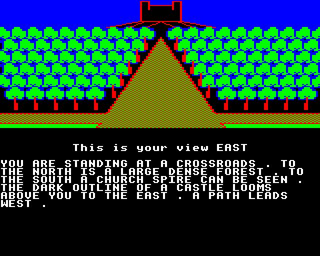 This is your view EAST
YOU ARE STANDING AT A CROSSROADS . TO
THE NORTH IS A LARGE DENSE FOREST . TO
THE SOUTH A CHURCH SPIRE CAN BE SEEN .
THE DARK OUTLINE OF A CASTLE LOOMS
ABOVE YOU TO THE EAST . A PATH LEADS
WEST .